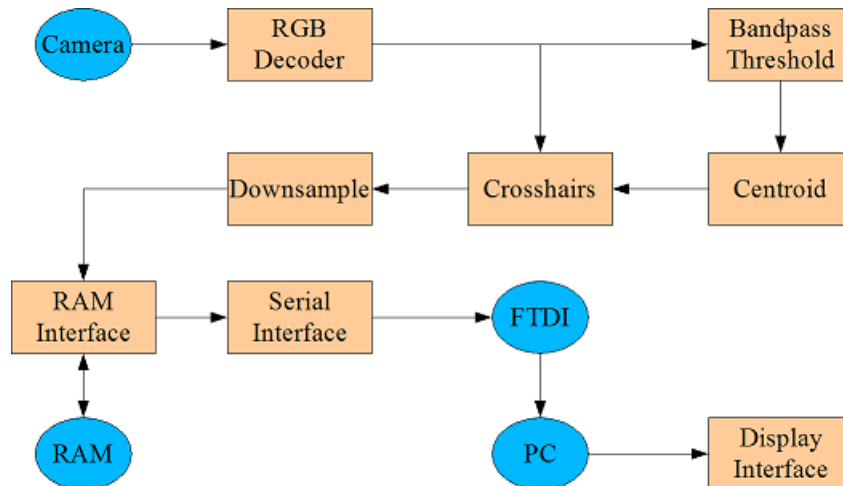 Camera
RGB
Decoder
Bandpass
Threshold
Downsample
Crosshairs
Centroid
RAM
Interface
Serial
Interface
FTDI
RAM
PC
Display
Interface